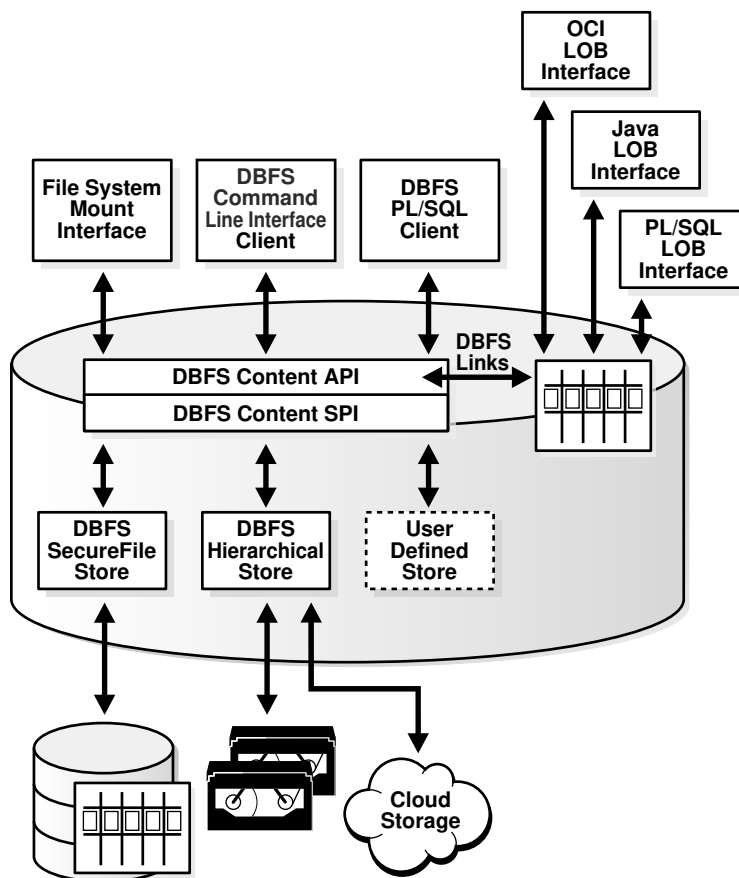 OCI
LOB
Interface
Java
LOB
Interface
File System
Mount
Interface
DBFS
Command
Line Interface
Client
DBFS
PL/SQL
Client
PL/SQL
LOB
Interface
DBFS
Links
DBFS Content API
DBFS Content SPI
DBFS
SecureFile
Store
DBFS
Hierarchical
Store
User
Defined
Store
Cloud
Storage